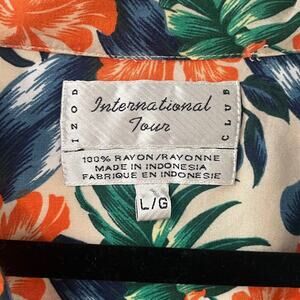 IZOD
International
Tour
CLUB
100% RAYON/RAYONNE
MADE IN INDONESIA
FABRIQUE EN INDONESIE
L/G